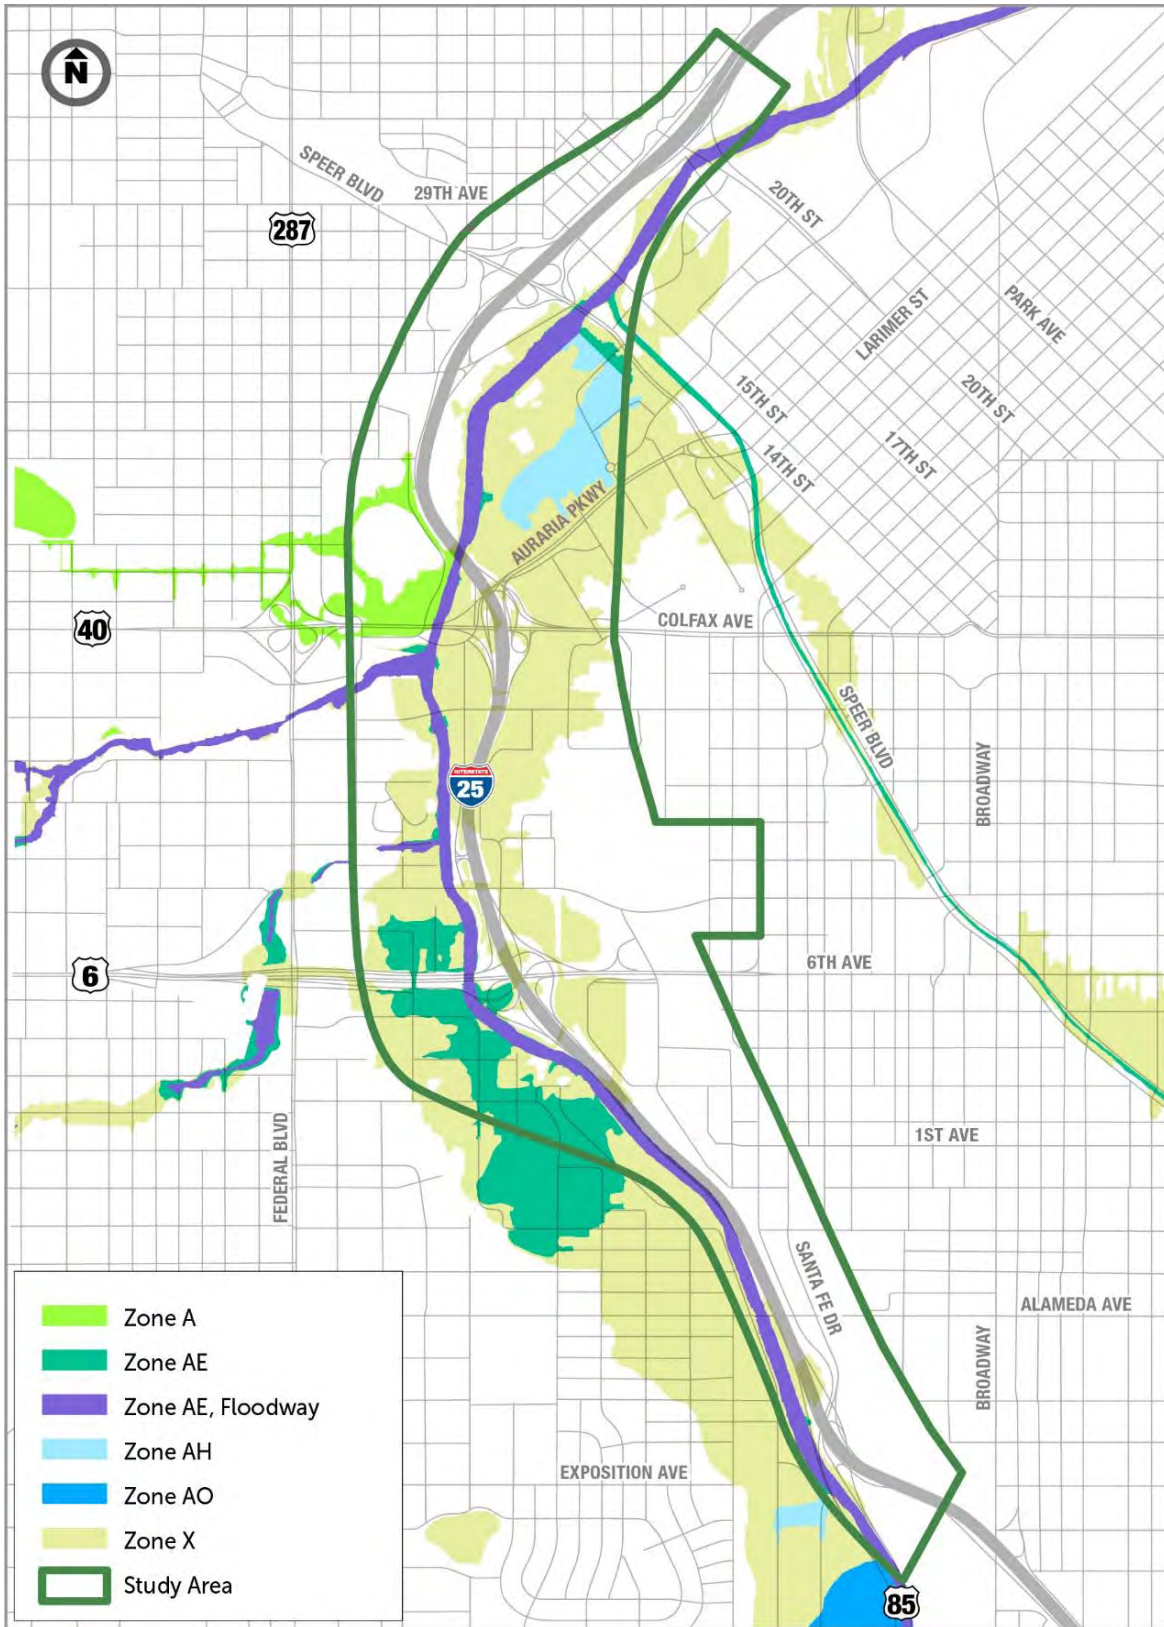 N
SPEER BLVD
29TH AVE
287
20TH ST
LARIMER ST
PARK AVE
15TH ST
20TH ST
14TH ST
17TH ST
AURARIA PKWY
40
COLFAX AVE
SPEER BLVD
BROADWAY
INTERSTATE
25
6
6TH AVE
FEDERAL BLVD
1ST AVE
SANTA FE DR
ALAMEDA AVE
BROADWAY
EXPOSITION AVE
85
Zone A
Zone AE
Zone AE, Floodway
Zone AH
Zone AO
Zone X
Study Area